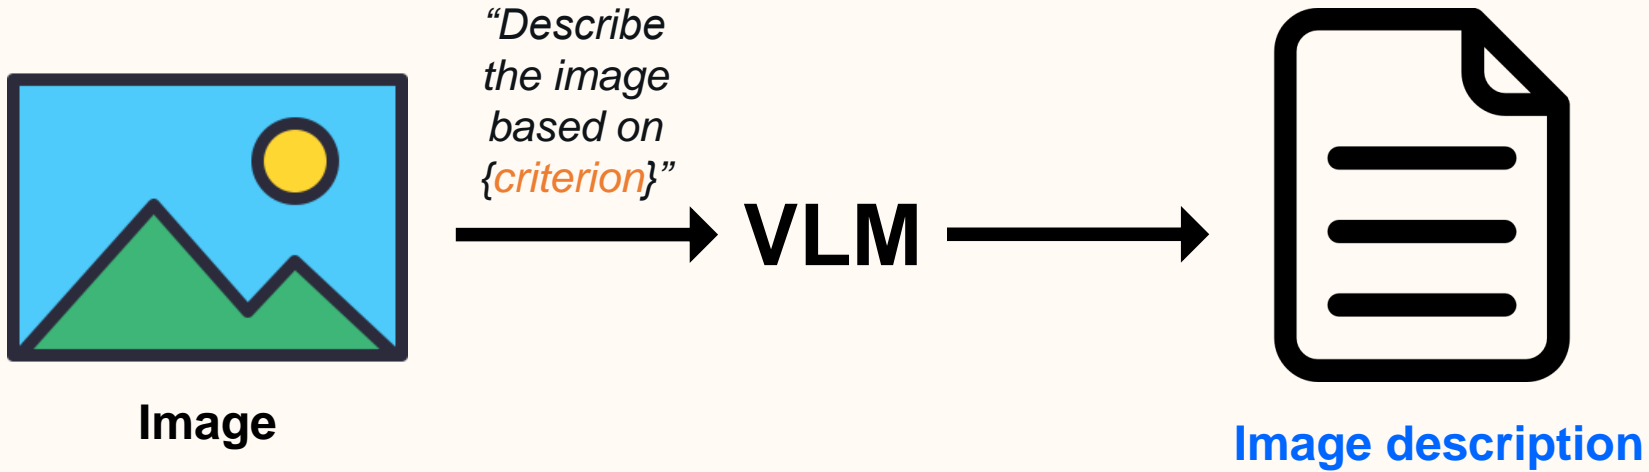 “Describe
the image
based on
{criterion}”
VLM
Image
Image description